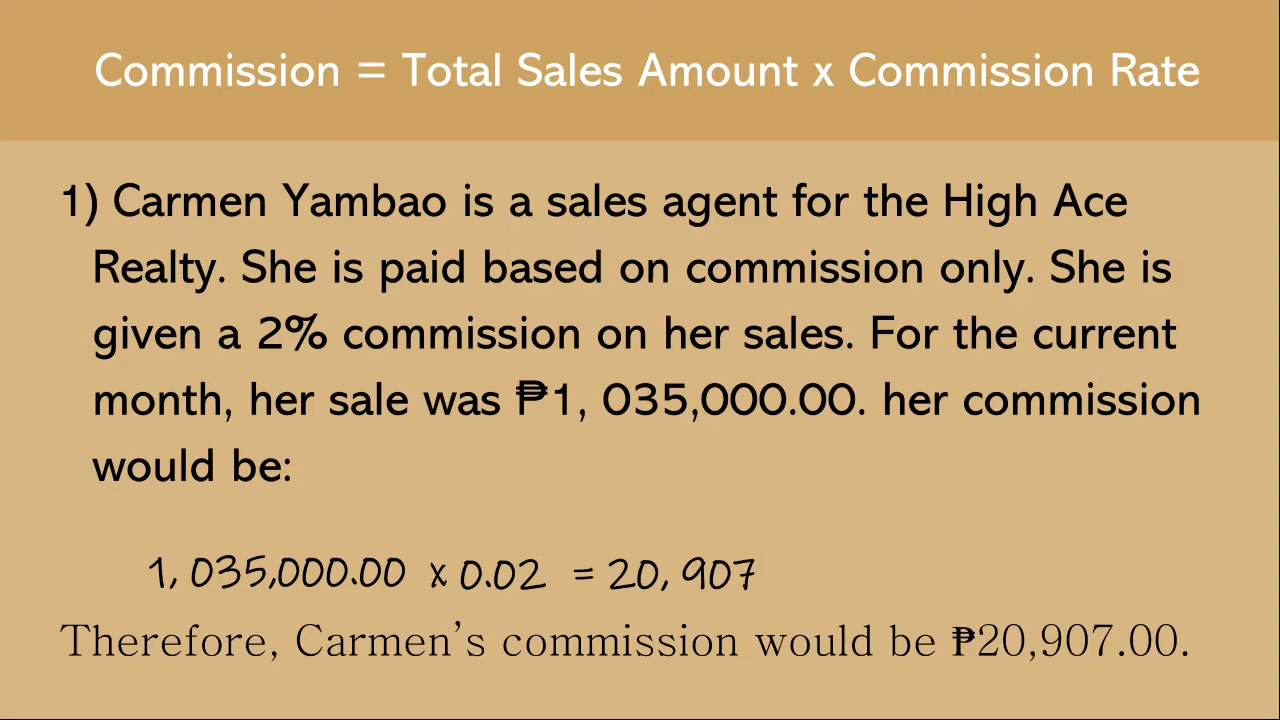 Commission = Total Sales Amount x Commission Rate
1) Carmen Yambao is a sales agent for the High Ace
Realty. She is paid based on commission only. She is
given a 2% commission on her sales. For the current
month, her sale was ₱1, 035,000.00. her commission
would be:
1, 035,000.00 x 0.02 = 20, 907
Therefore, Carmen’s commission would be ₱20,907.00.